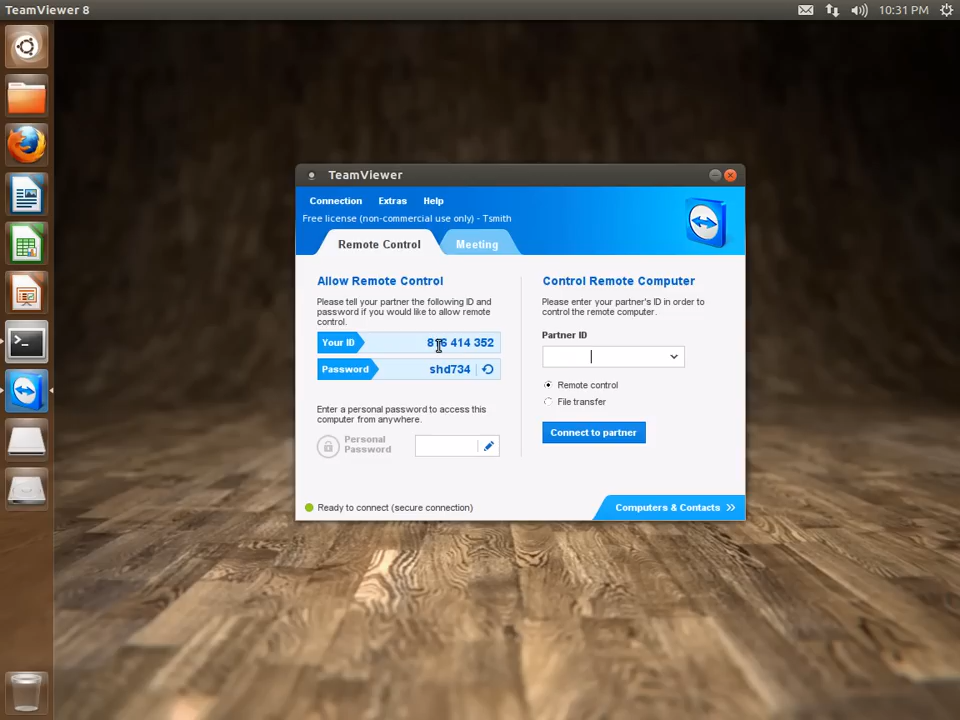 TeamViewer 8
10:31 PM
TeamViewer
Connection Extras Help
Free license (non-commercial use only) - Tsmith
Remote Control Meeting
Allow Remote Control
Please tell your partner the following ID and
password if you would like to allow remote
control.
Your ID 816 414 352
Password shd734
Enter a personal password to access this
computer from anywhere.
Personal
Password
Ready to connect (secure connection)
Control Remote Computer
Please enter your partner's ID in order to
control the remote computer.
Partner ID
Remote control
File transfer
Connect to partner
Computers & Contacts >>